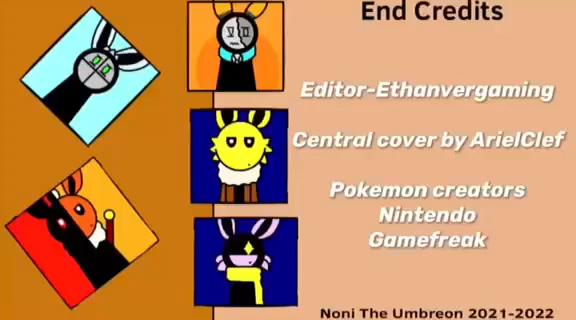 End Credits
Editor-Ethanvergaming
Central cover by ArielClef
Pokemon creators
Nintendo
Gamefreak
Noni The Umbreon 2021-2022